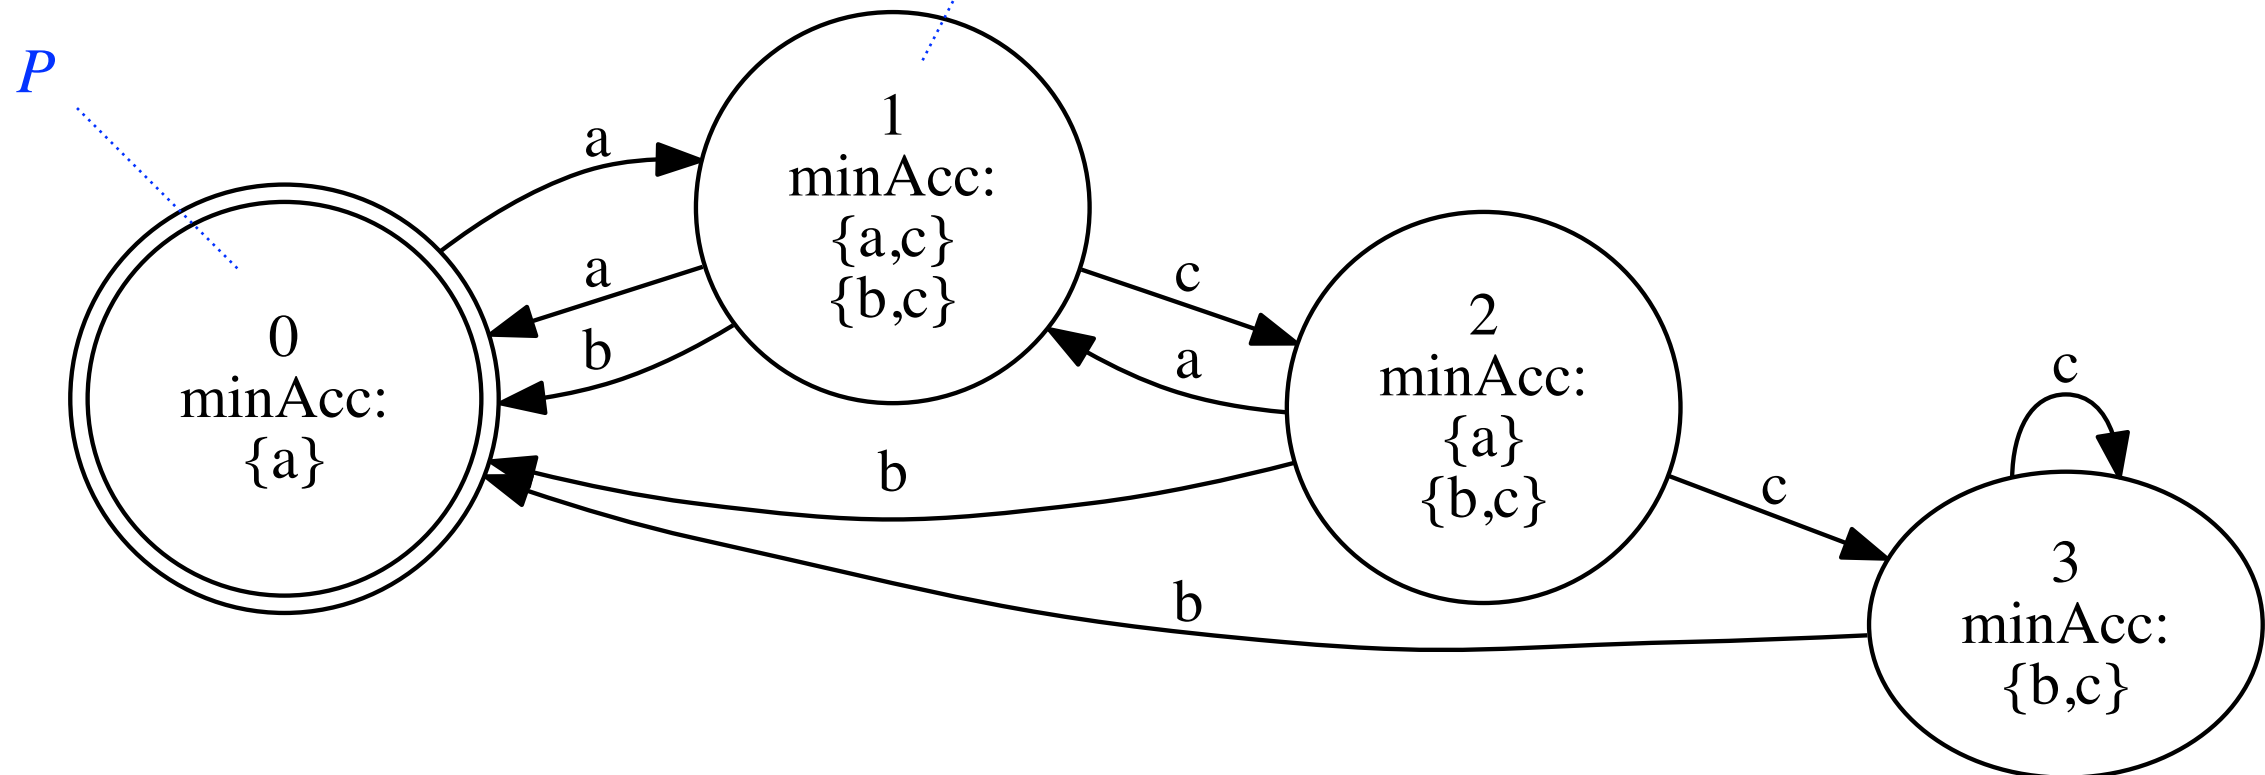 P
a
1
minAcc:
{a,c}
{b,c}
a
b
c
a
2
minAcc:
{a}
{b,c}
0
minAcc:
{a}
b
c
c
b
3
minAcc:
{b,c}